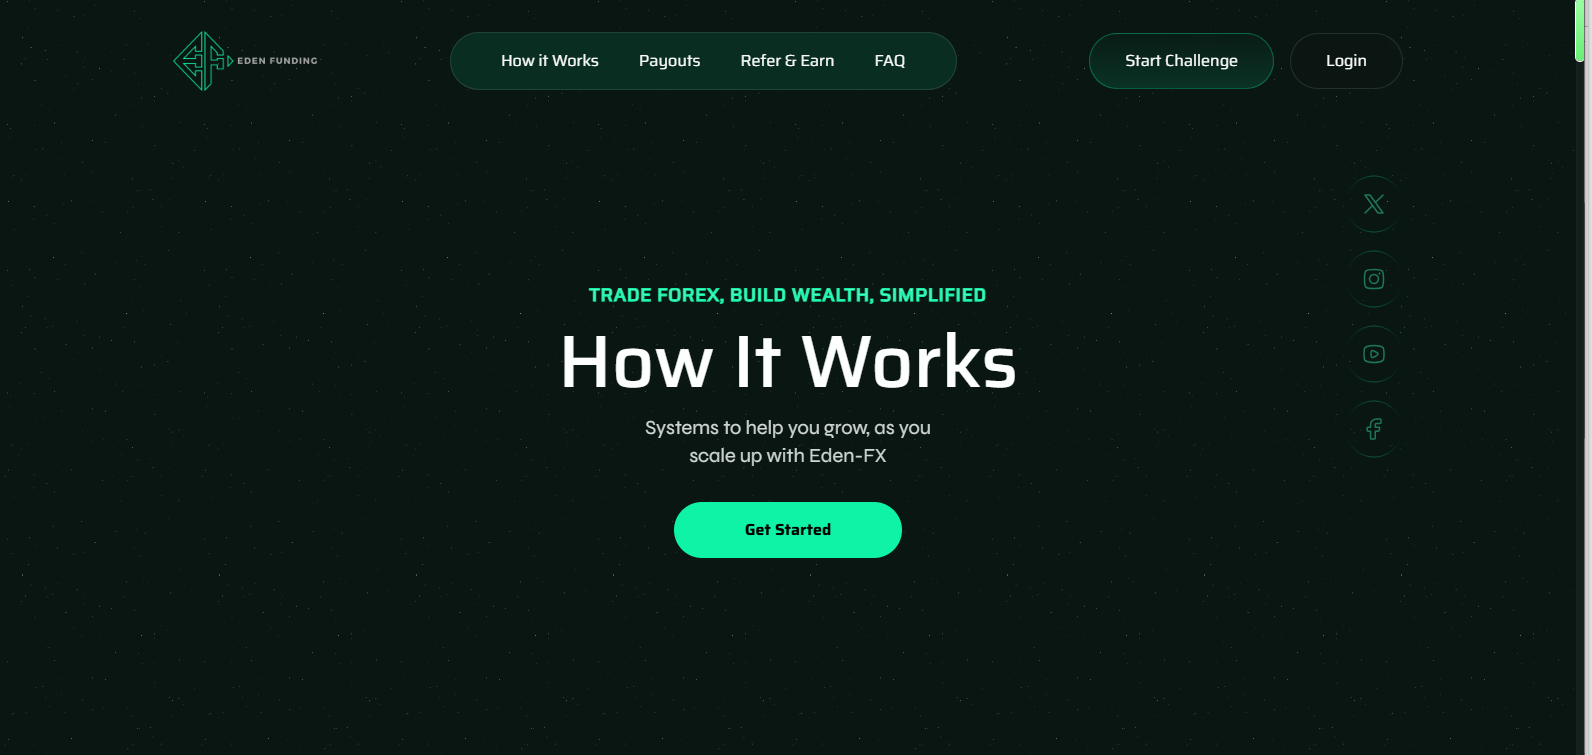 EDEN FUNDING
How it Works
Payouts
Refer & Earn
FAQ
Start Challenge
Login
TRADE FOREX, BUILD WEALTH, SIMPLIFIED
How It Works
Systems to help you grow, as you
scale up with Eden-FX
Get Started